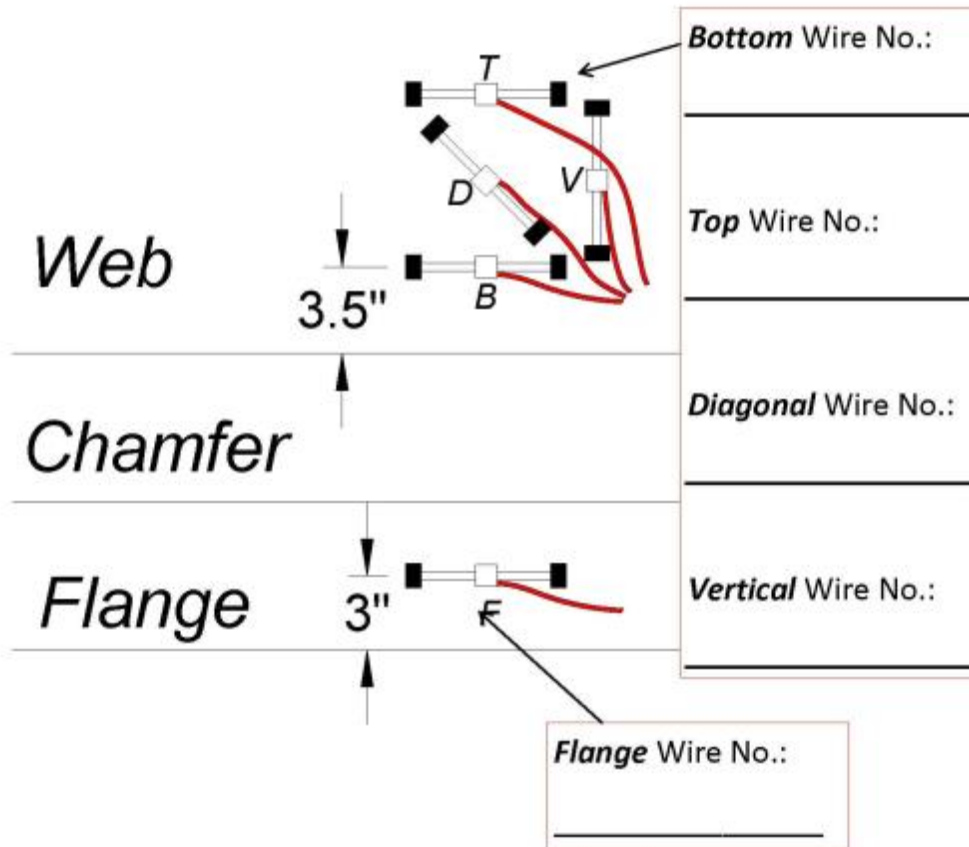 Bottom Wire No.:
T
D
V
Web
3.5"
B
Top Wire No.:
Chamfer
Diagonal Wire No.:
Flange
3"
F
Vertical Wire No.:
Flange Wire No.: